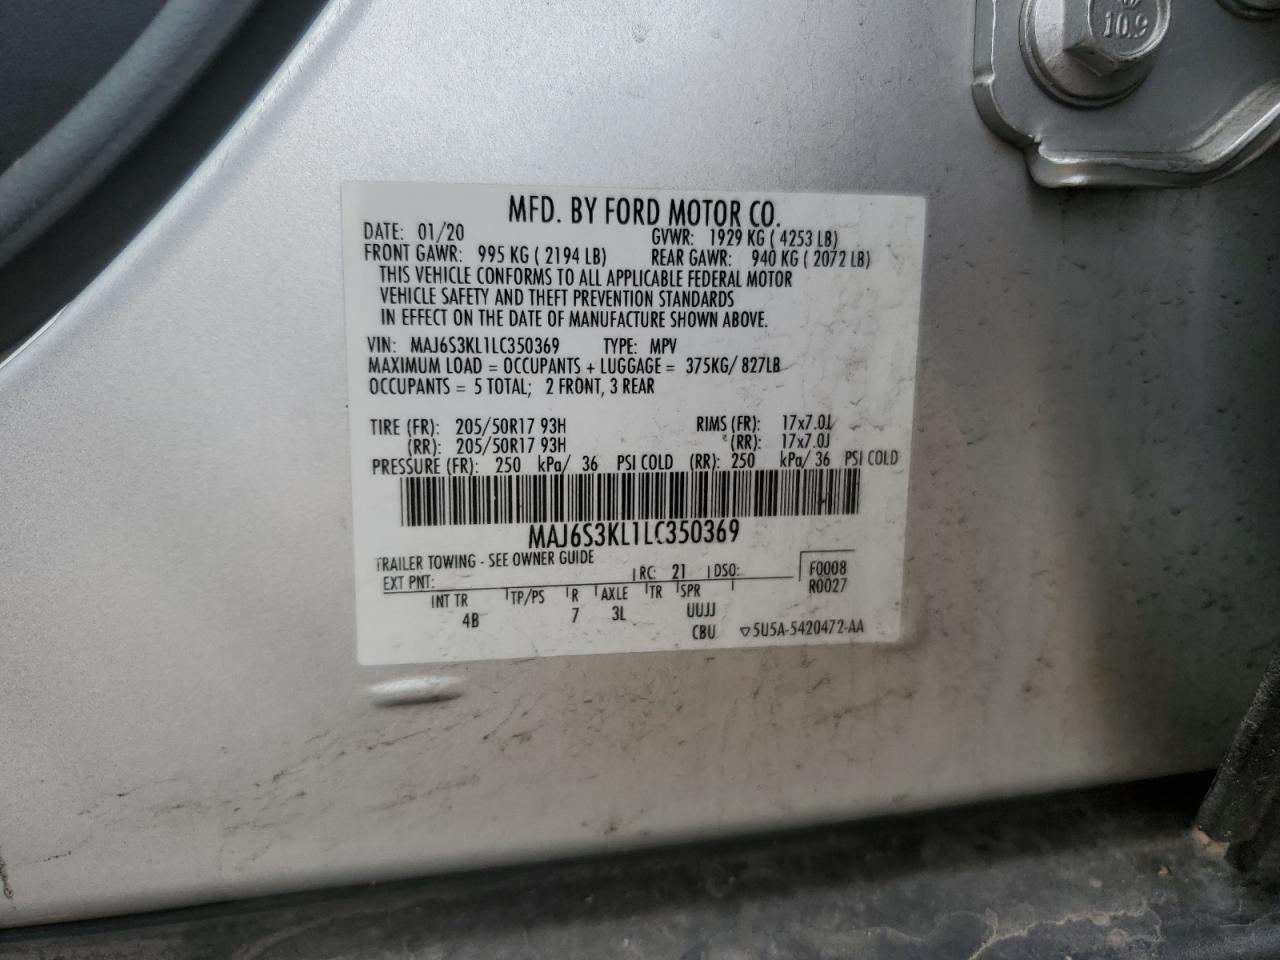 10.9
MFD. BY FORD MOTOR CO.
DATE: 01/20 GVWR: 1929 KG ( 4253 LB)
FRONT GAWR: 995 KG ( 2194 LB) REAR GAWR: 940 KG ( 2072 LB)
THIS VEHICLE CONFORMS TO ALL APPLICABLE FEDERAL MOTOR
VEHICLE SAFETY AND THEFT PREVENTION STANDARDS
IN EFFECT ON THE DATE OF MANUFACTURE SHOWN ABOVE.
VIN: MAJ6S3KL1LC350369 TYPE: MPV
MAXIMUM LOAD = OCCUPANTS + LUGGAGE = 375KG/ 827LB
OCCUPANTS = 5 TOTAL; 2 FRONT, 3 REAR
TIRE (FR): 205/50R17 93H RIMS (FR): 17x7.0J
(RR): 205/50R17 93H (RR): 17x7.0J
PRESSURE (FR): 250 kPa/ 36 PSI COLD (RR): 250 kPa/ 36 PSI COLD
MAJ6S3KL1LC350369
TRAILER TOWING - SEE OWNER GUIDE
EXT PNT: RC: 21 DSO: F0008
R0027
INT TR TP/PS R AXLE TR SPR
4B 7 3L UUJJ
CBU 5U5A-5420472-AA